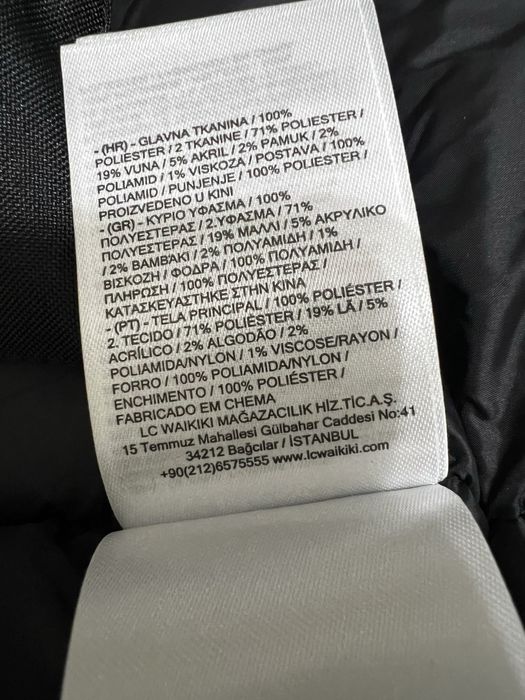 - (HR) - GLAVNA TKANINA / 100%
POLIESTER / 2 TKANINE / 71% POLIESTER /
19% VUNA / 5% AKRIL / 2% PAMUK / 2%
POLIAMID / 1% VISKOZA / POSTAVA / 100%
POLIAMID / PUNJENJE / 100% POLIESTER /
PROIZVEDENO U KINI
- (GR) - ΚΥΡΙΟ ΥΦΑΣΜΑ / 100%
ΠΟΛΥΕΣΤΕΡΑΣ / 2.ΥΦΑΣΜΑ / 71%
ΠΟΛΥΕΣΤΕΡΑΣ / 19% ΜΑΛΛΙ / 5% ΑΚΡΥΛΙΚΟ
/ 2% ΒΑΜΒΑΚΙ / 2% ΠΟΛΥΑΜΙΔΗ / 1%
ΒΙΣΚΟΖΗ / ΦΟΔΡΑ / 100% ΠΟΛΥΑΜΙΔΗ /
ΠΛΗΡΩΣΗ / 100% ΠΟΛΥΕΣΤΕΡΑΣ /
ΚΑΤΑΣΚΕΥΑΣΤΗΚΕ ΣΤΗΝ ΚΙΝΑ
- (PT) - TELA PRINCIPAL / 100% POLIÉSTER /
2. TECIDO / 71% POLIÉSTER / 19% LÃ / 5%
ACRÍLICO / 2% ALGODÃO / 2%
POLIAMIDA/NYLON / 1% VISCOSE/RAYON /
FORRO / 100% POLIAMIDA/NYLON /
ENCHIMENTO / 100% POLIÉSTER /
FABRICADO EM CHEMA
LC WAIKIKI MAĞAZACILIK HİZ.TİC.A.Ş.
15 Temmuz Mahallesi Gülbahar Caddesi No:41
34212 Bağcılar / İSTANBUL
+90(212)6575555 www.lcwaikiki.com